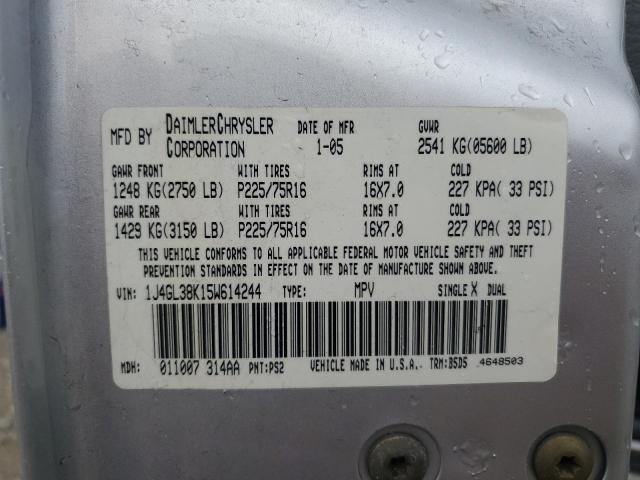 MFD BY DAIMLERCHRYSLER CORPORATION DATE OF MFR 1-05 GVWR 2541 KG(05600 LB)
GAWR FRONT WITH TIRES RIMS AT COLD
1248 KG(2750 LB) P225/75R16 16X7.0 227 KPA( 33 PSI)
GAWR REAR WITH TIRES RIMS AT COLD
1429 KG(3150 LB) P225/75R16 16X7.0 227 KPA( 33 PSI)
THIS VEHICLE CONFORMS TO ALL APPLICABLE FEDERAL MOTOR VEHICLE SAFETY AND THEFT
PREVENTION STANDARDS IN EFFECT ON THE DATE OF MANUFACTURE SHOWN ABOVE.
VIN: 1J4GL38K15W614244 TYPE: MPV SINGLE X DUAL
MDH: 011007 314AA PNT:PS2 VEHICLE MADE IN U.S.A. TRM:B5D5 4648503